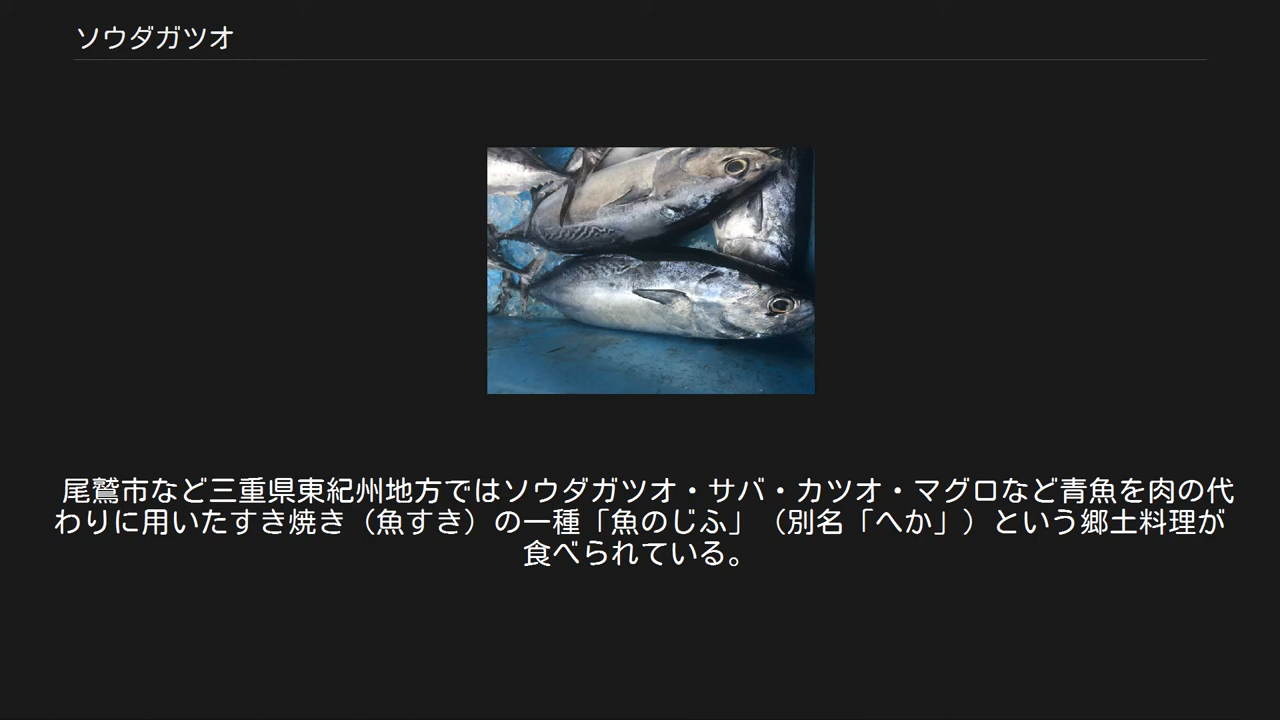 ソウダガツオ
尾鷲市など三重県東紀州地方ではソウダガツオ・サバ・カツオ・マグロなど青魚を肉の代
わりに用いたすき焼き（魚すき）の一種「魚のじふ」（別名「へか」）という郷土料理が
食べられている。